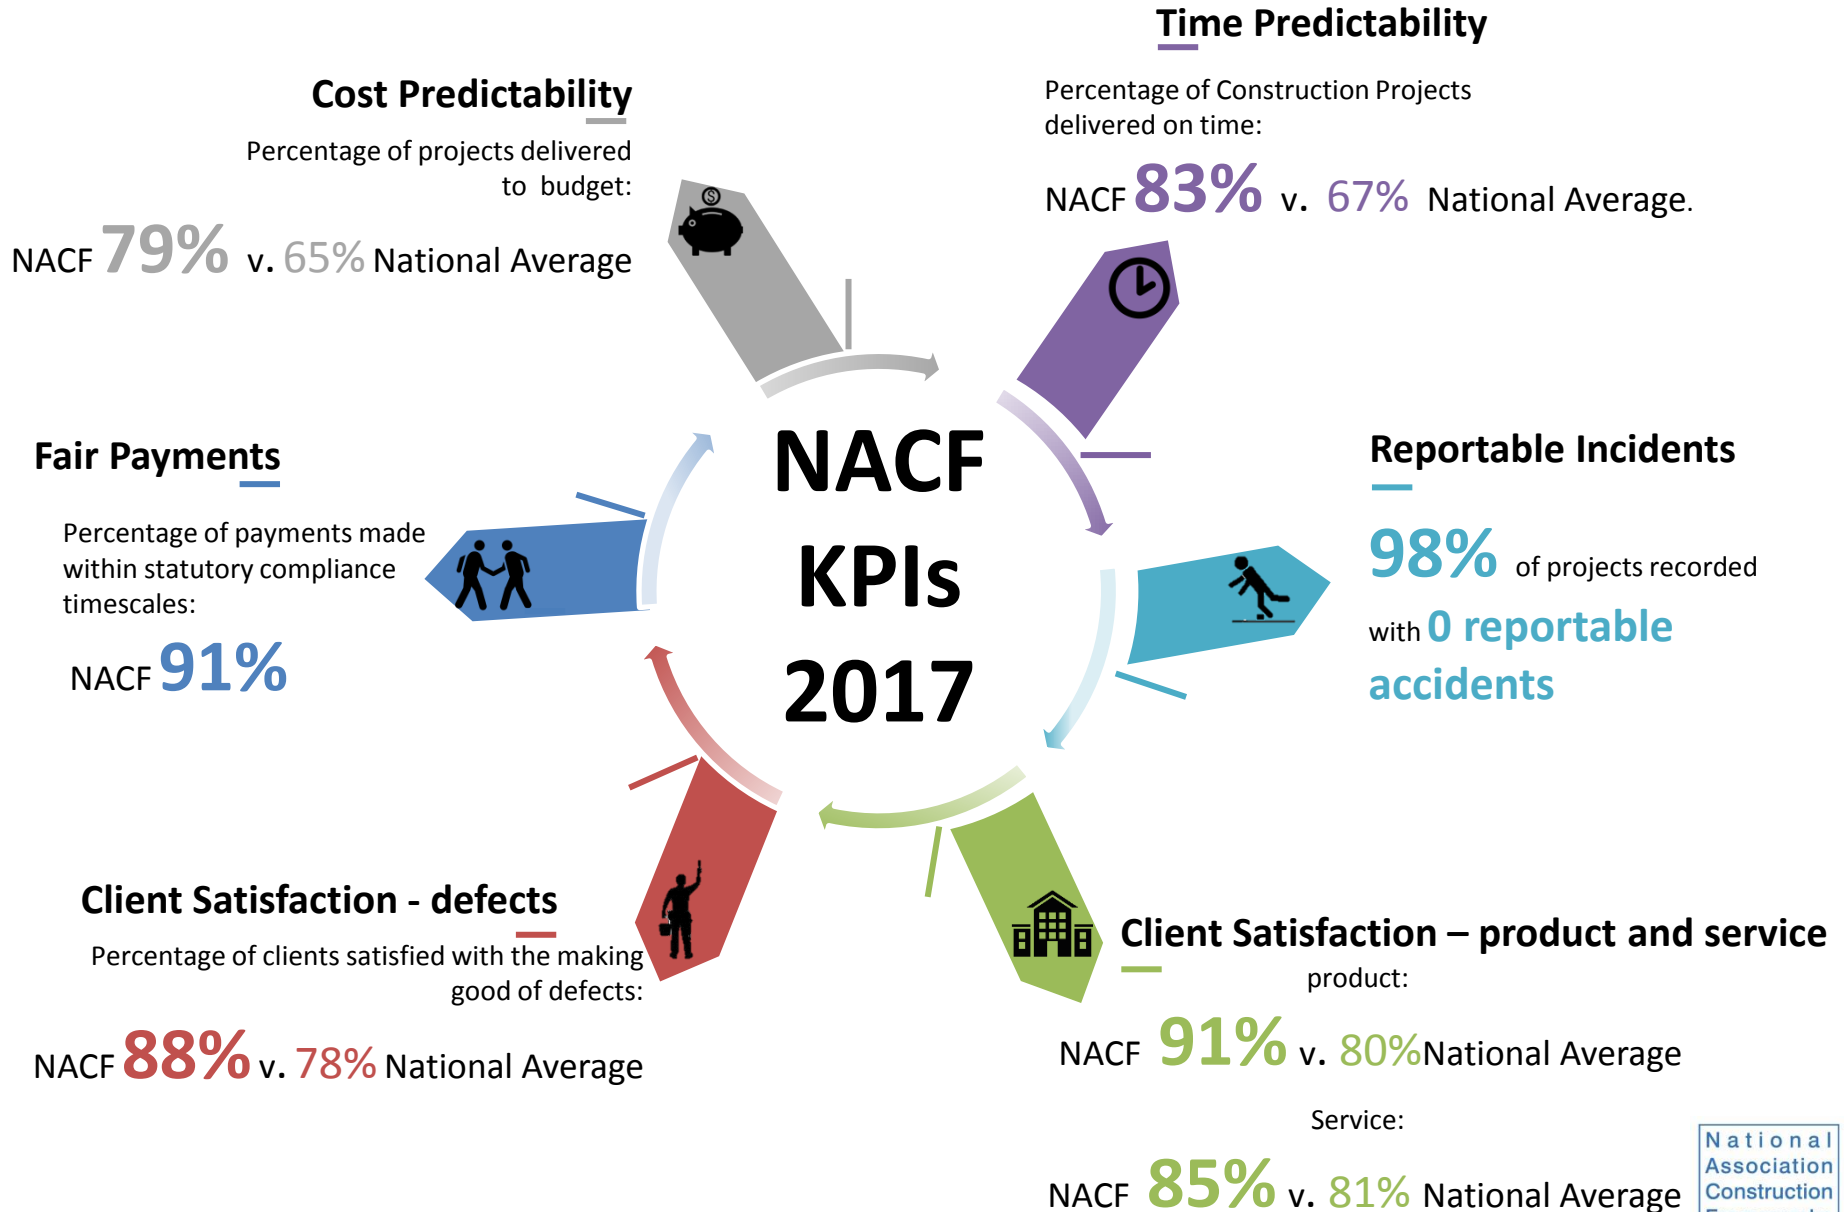 Time Predictability
Percentage of Construction Projects
delivered on time:
NACF 83% v. 67% National Average.
Cost Predictability
Percentage of projects delivered
to budget:
NACF 79% v. 65% National Average
NACF
KPIs
2017
Fair Payments
Percentage of payments made
within statutory compliance
timescales:
NACF 91%
Reportable Incidents
98% of projects recorded
with 0 reportable
accidents
Client Satisfaction - defects
Percentage of clients satisfied with the making
good of defects:
NACF 88% v. 78% National Average
Client Satisfaction – product and service
product:
NACF 91% v. 80%National Average
Service:
NACF 85% v. 81% National Average
National
Association
Construction